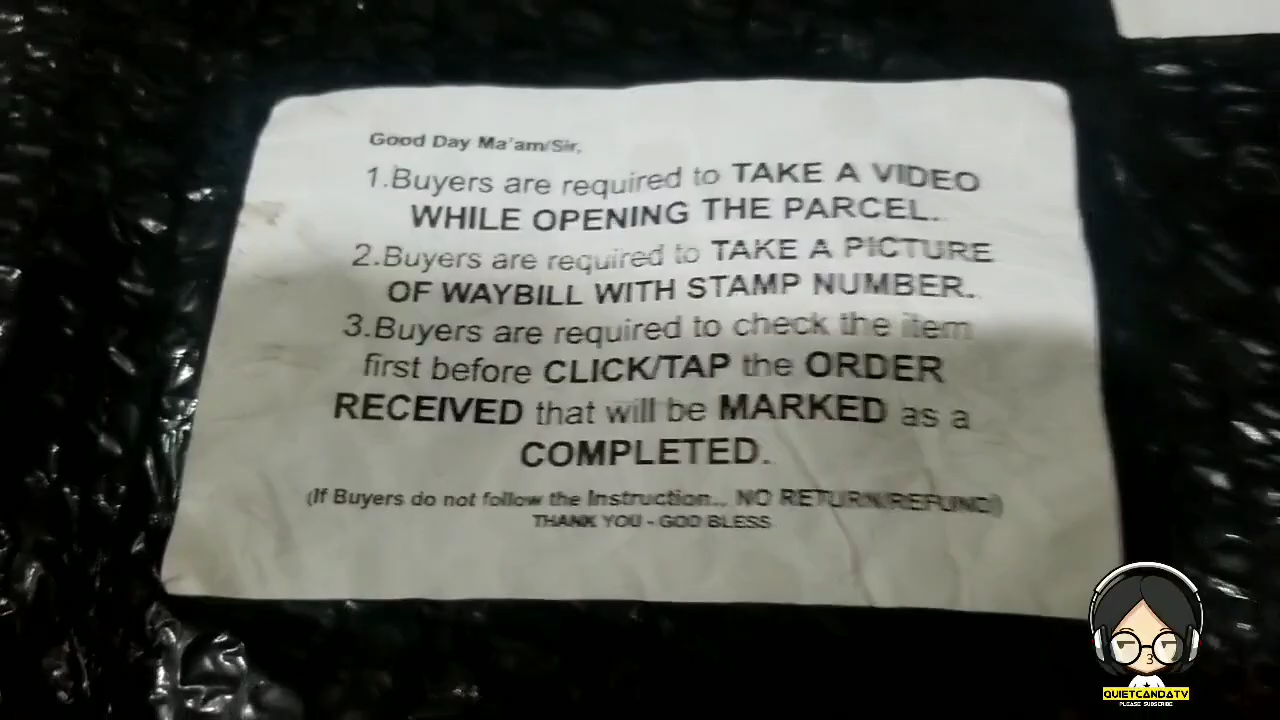 Good Day Ma'am/Sir,
1.Buyers are required to TAKE A VIDEO
WHILE OPENING THE PARCEL.
2.Buyers are required to TAKE A PICTURE
OF WAYBILL WITH STAMP NUMBER.
3.Buyers are required to check the item
first before CLICK/TAP the ORDER
RECEIVED that will be MARKED as a
COMPLETED.
(If Buyers do not follow the Instruction... NO RETURN/REFUND!)
THANK YOU - GOD BLESS
QUIETCANDATV
PLEASE SUBSCRIBE